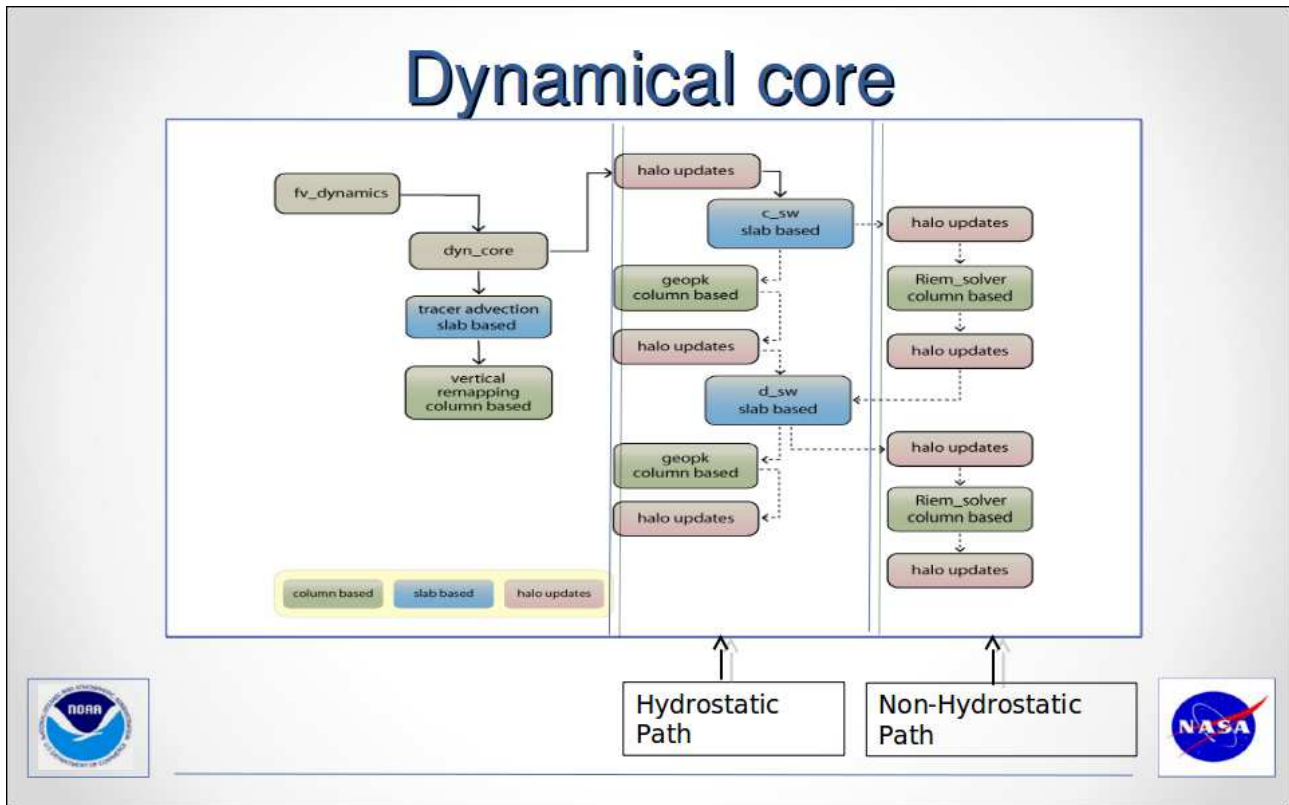 Dynamical core
fv_dynamics
dyn_core
tracer advection
slab based
vertical
remapping
column based
halo updates
c_sw
slab based
geopk
column based
halo updates
d_sw
slab based
geopk
column based
halo updates
halo updates
Riem_solver
column based
halo updates
halo updates
Riem_solver
column based
halo updates
column based
slab based
halo updates
Hydrostatic
Path
Non-Hydrostatic
Path
NOAA
NASA